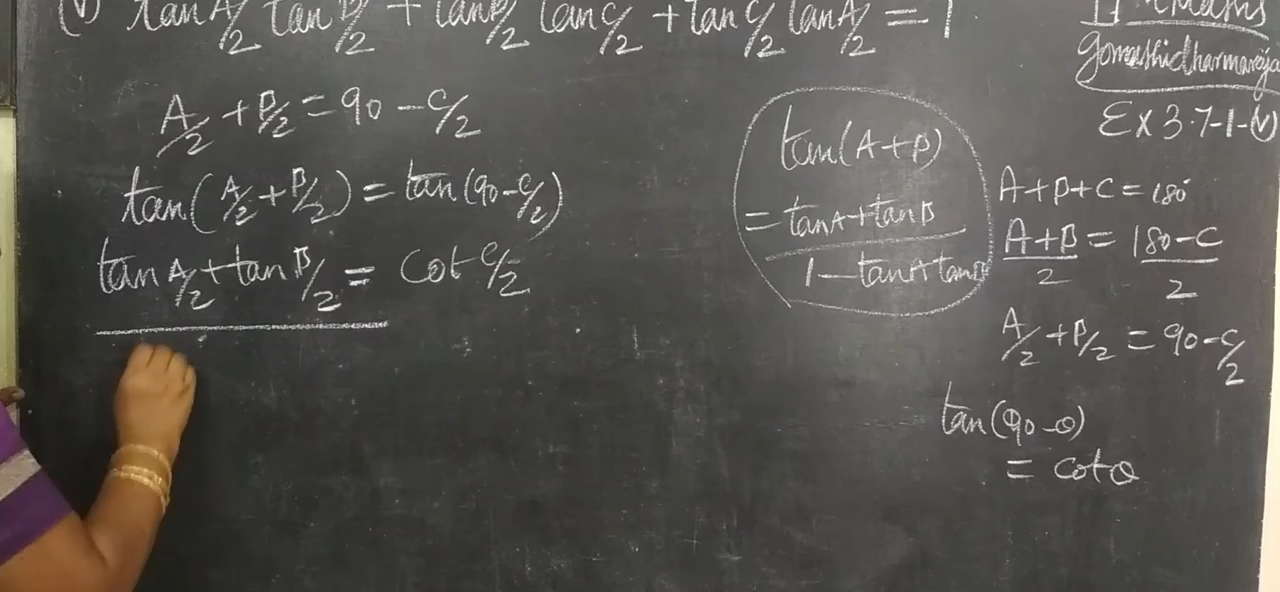 (v) tan A/2 tan B/2 + tan B/2 tan C/2 + tan C/2 tan A/2 = 1
A/2 + B/2 = 90 - C/2
tan(A/2 + B/2) = tan(90 - C/2)
tan A/2 + tan B/2 = cot C/2
tan(A+B)
= tanA + tanB
1 - tanA tanB
Maths
gomathidharmaraja
EX 3.7-1-(v)
A+B+C = 180°
A+B = 180-C
2 2
A/2 + B/2 = 90 - C/2
tan(90-θ)
= cotθ